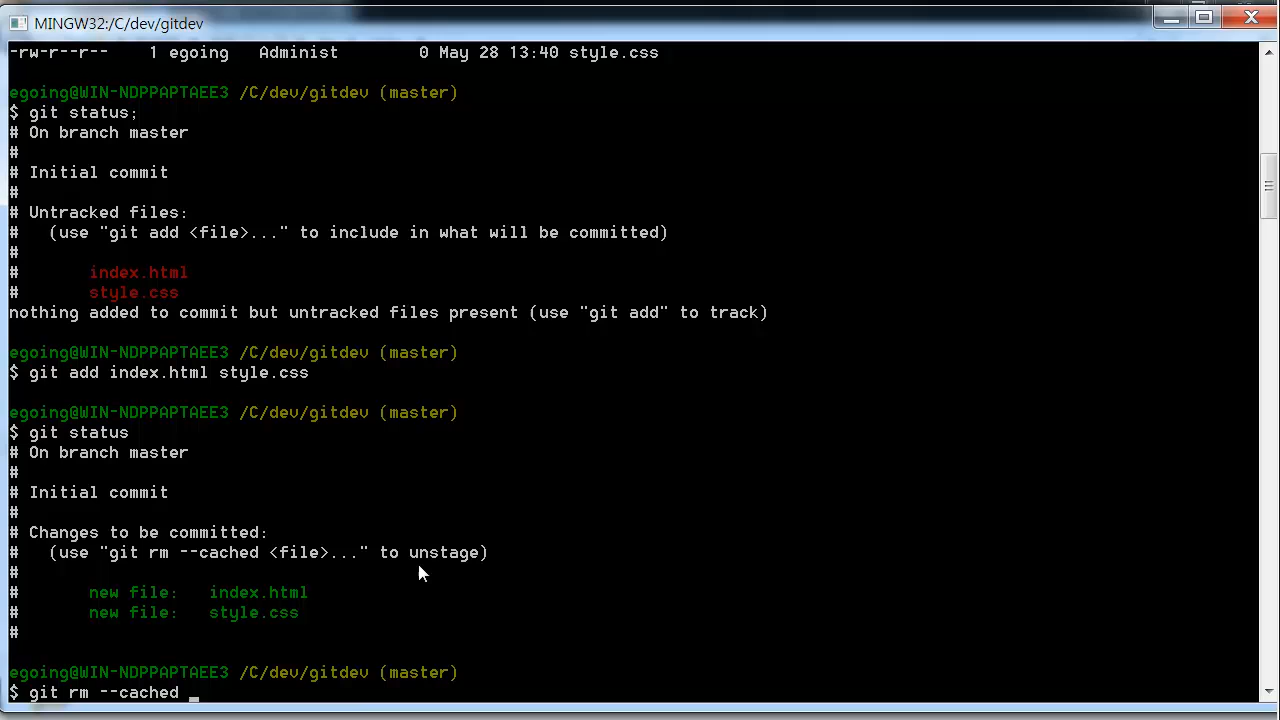 MINGW32:/C/dev/gitdev
-rw-r--r--    1 egoing   Administ        0 May 28 13:40 style.css
egoing@WIN-NDPPAPTAEE3 /C/dev/gitdev (master)
$ git status;
# On branch master
#
# Initial commit
#
# Untracked files:
#   (use "git add <file>..." to include in what will be committed)
#
#       index.html
#       style.css
nothing added to commit but untracked files present (use "git add" to track)
egoing@WIN-NDPPAPTAEE3 /C/dev/gitdev (master)
$ git add index.html style.css
egoing@WIN-NDPPAPTAEE3 /C/dev/gitdev (master)
$ git status
# On branch master
#
# Initial commit
#
# Changes to be committed:
#   (use "git rm --cached <file>..." to unstage)
#
#       new file:   index.html
#       new file:   style.css
#
egoing@WIN-NDPPAPTAEE3 /C/dev/gitdev (master)
$ git rm --cached